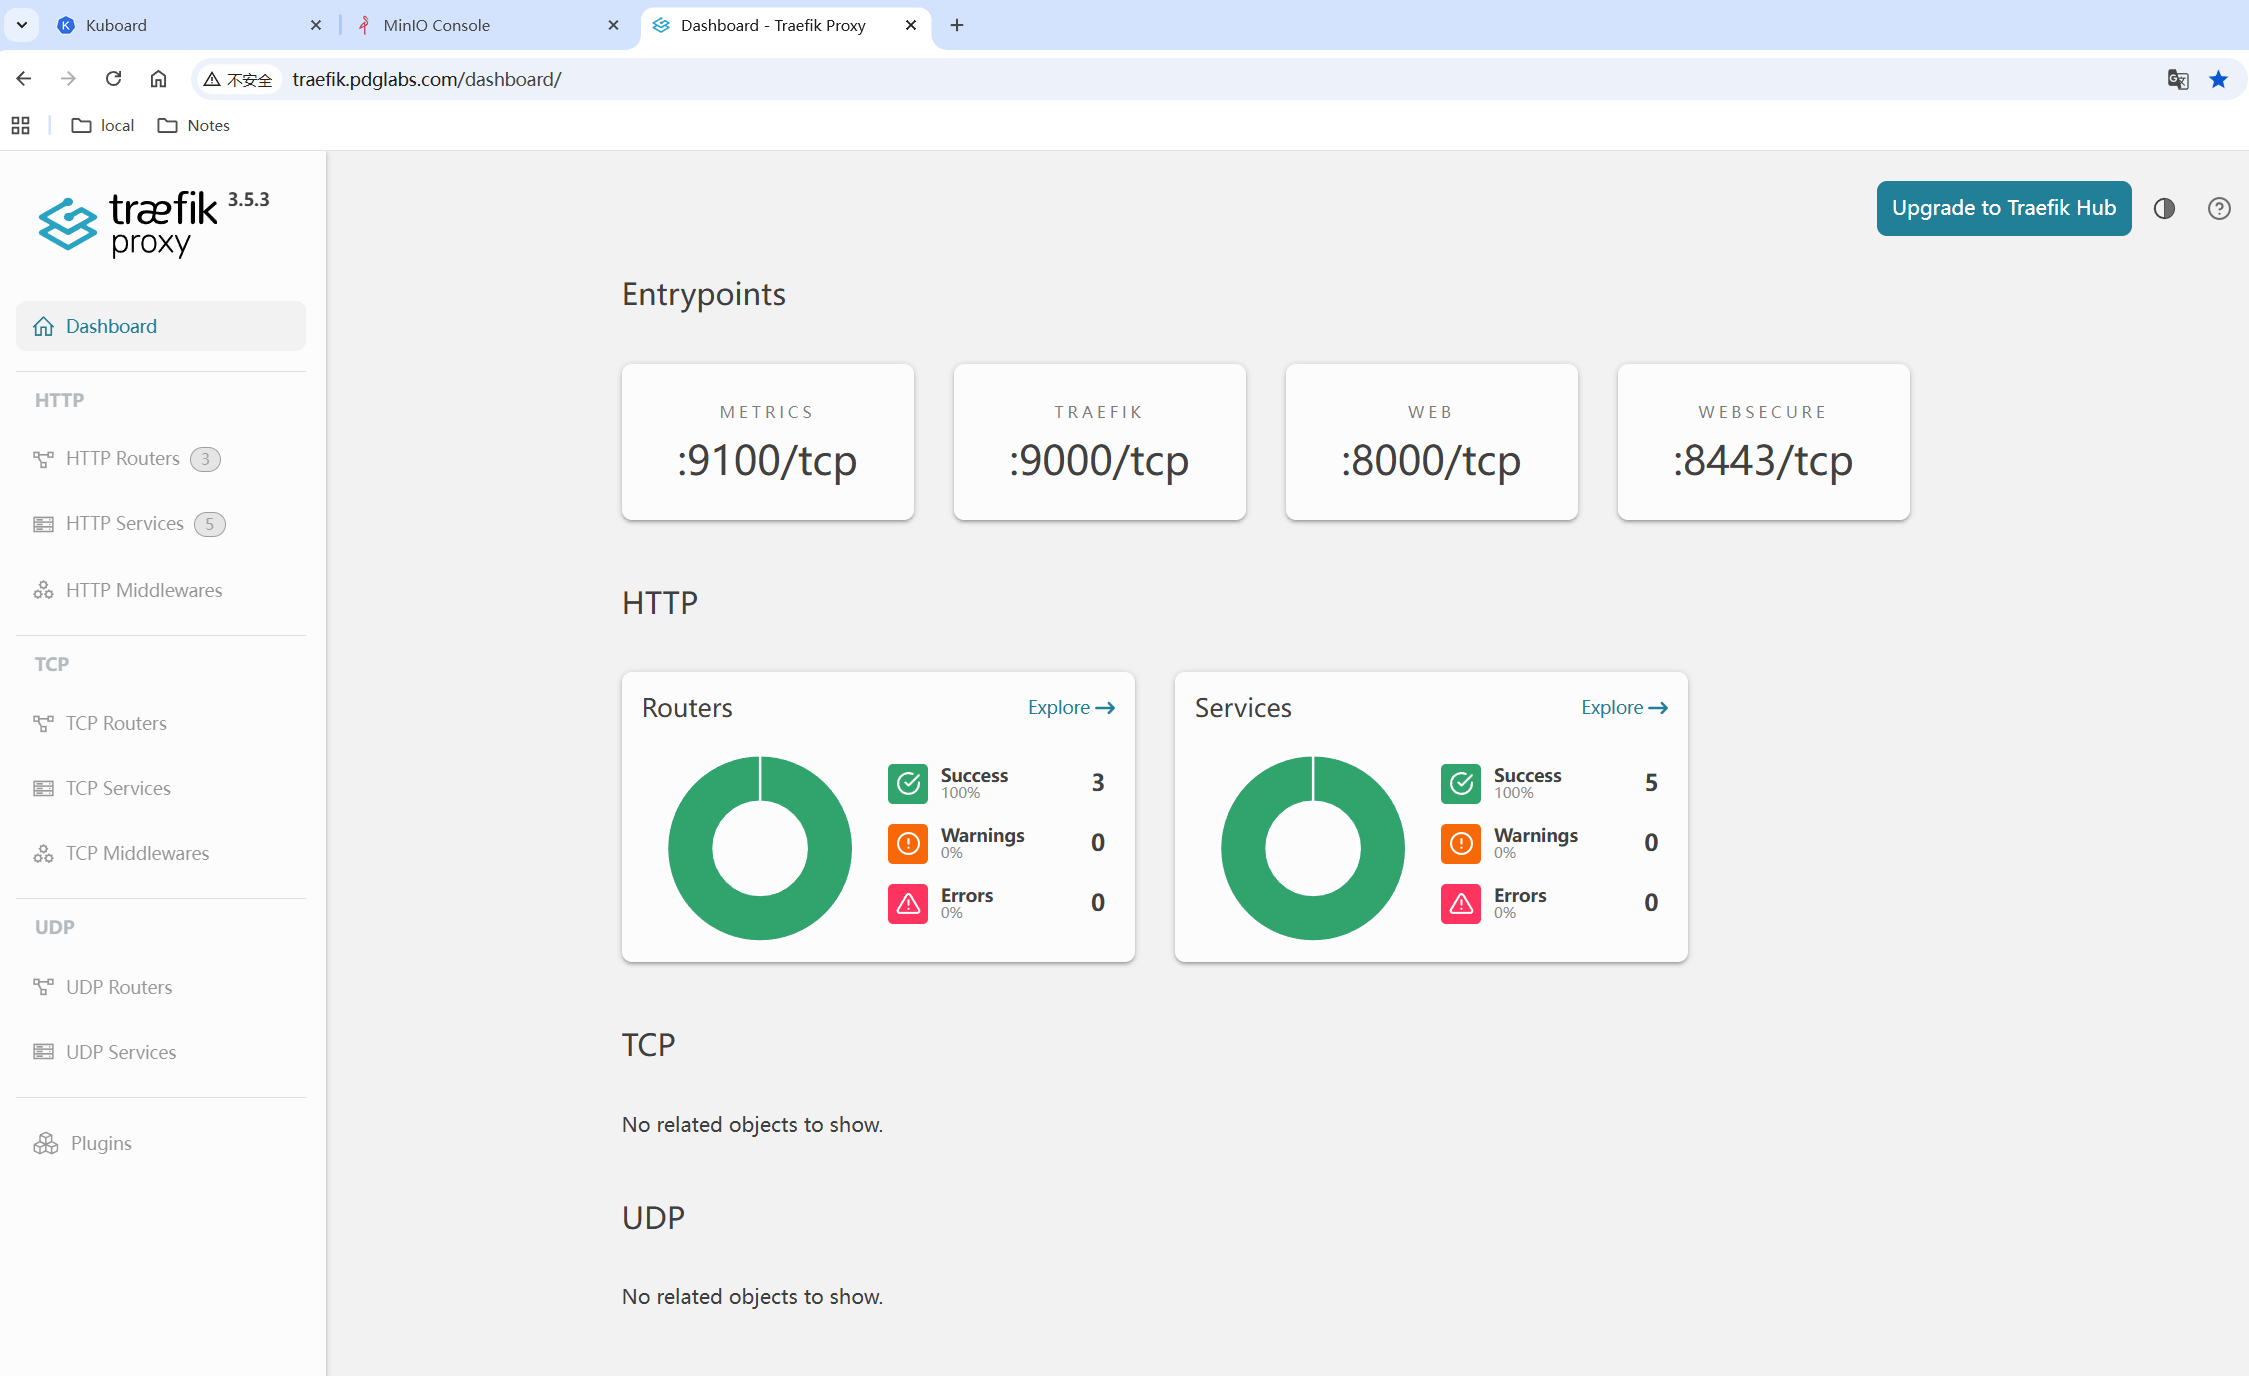 Kuboard
MinIO Console
Dashboard - Traefik Proxy
不安全
traefik.pdglabs.com/dashboard/
local
Notes
træfik
proxy
3.5.3
Upgrade to Traefik Hub
Dashboard
HTTP
HTTP Routers 3
HTTP Services 5
HTTP Middlewares
TCP
TCP Routers
TCP Services
TCP Middlewares
UDP
UDP Routers
UDP Services
Plugins
Entrypoints
METRICS
:9100/tcp
TRAEFIK
:9000/tcp
WEB
:8000/tcp
WEBSECURE
:8443/tcp
HTTP
Routers
Explore
Success 3
100%
Warnings 0
0%
Errors 0
0%
Services
Explore
Success 5
100%
Warnings 0
0%
Errors 0
0%
TCP
No related objects to show.
UDP
No related objects to show.